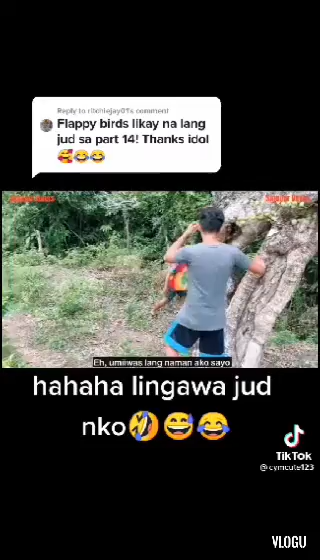 Reply to ritchiejay01's comment
Flappy birds likay na lang
jud sa part 14! Thanks idol
🥰😂😂
Eh, umiiwas lang naman ako sayo
hahaha lingawa jud
nko🤣😅😂
TikTok
@cymcute123
VLOGU